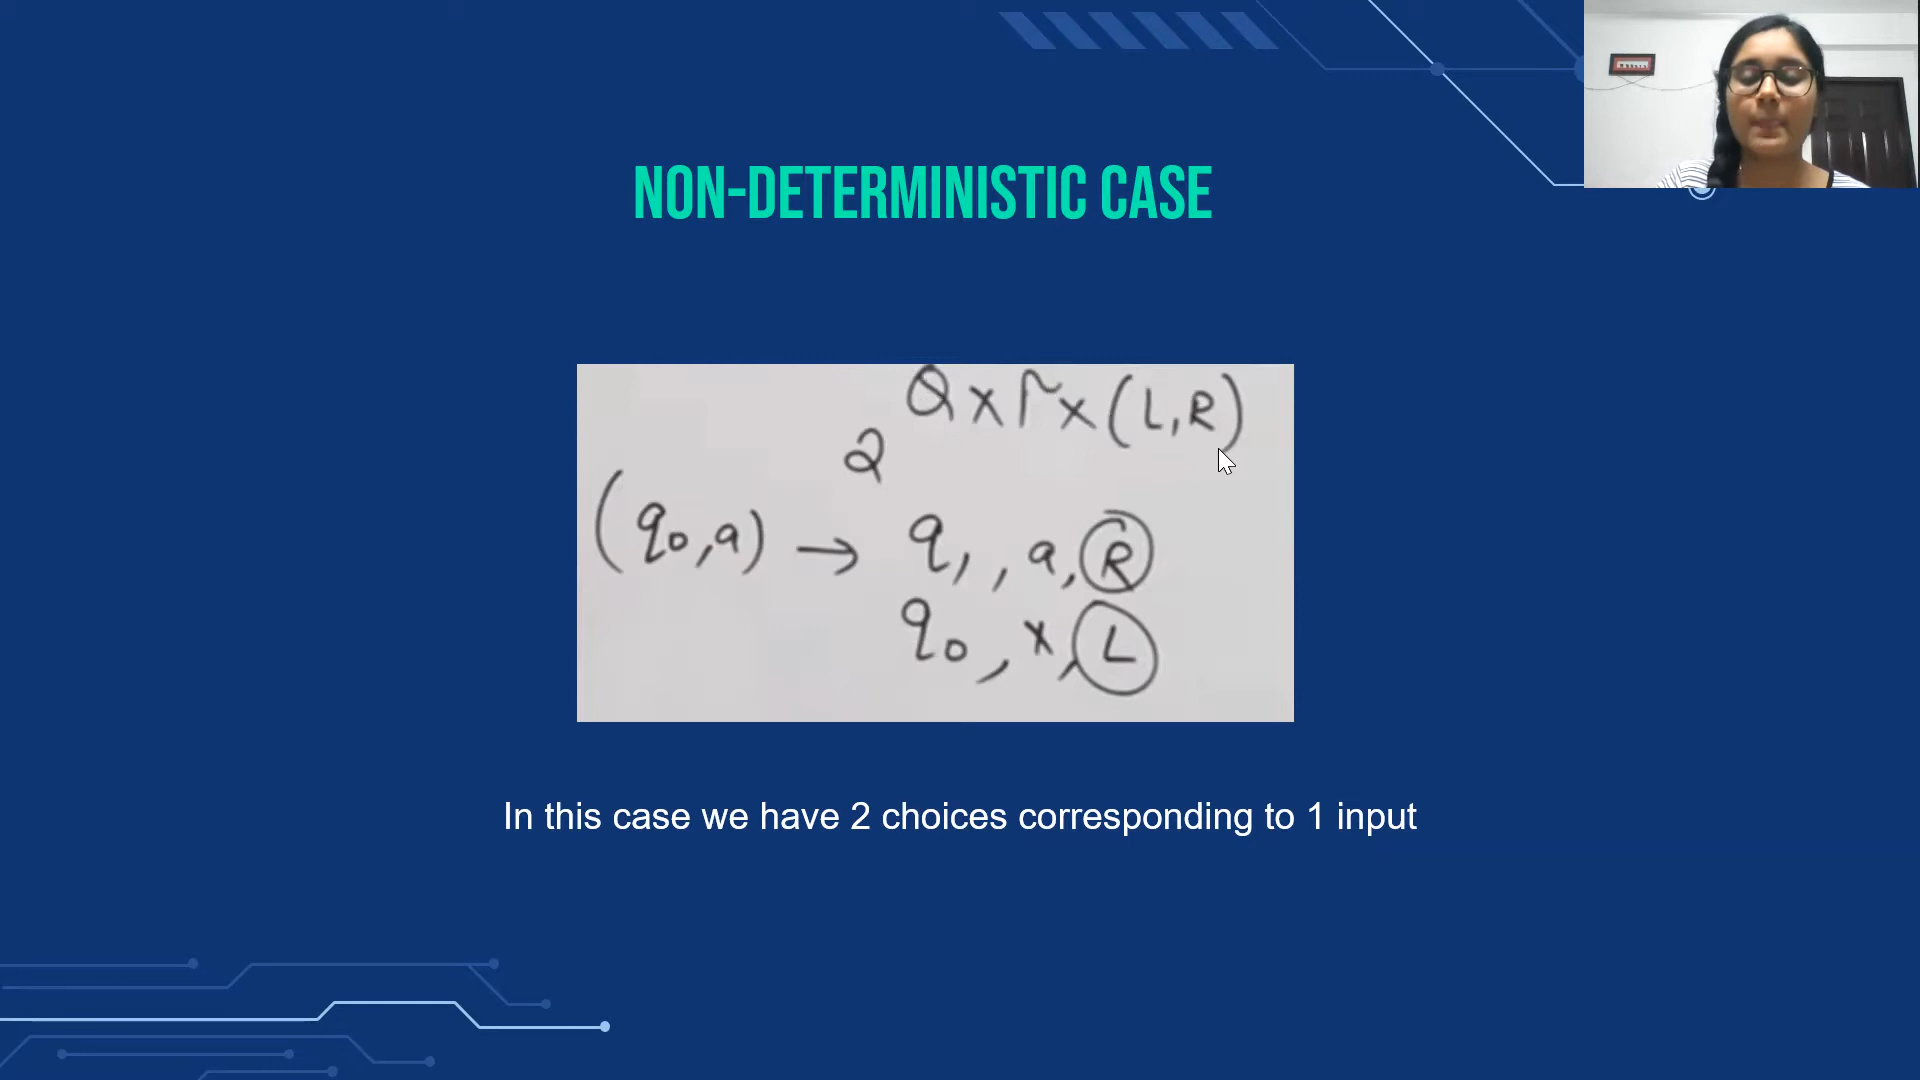 NON-DETERMINISTIC CASE
Q x Γ x (L,R)
2
(q0,a) → q1, a, R
q0, x, L
In this case we have 2 choices corresponding to 1 input